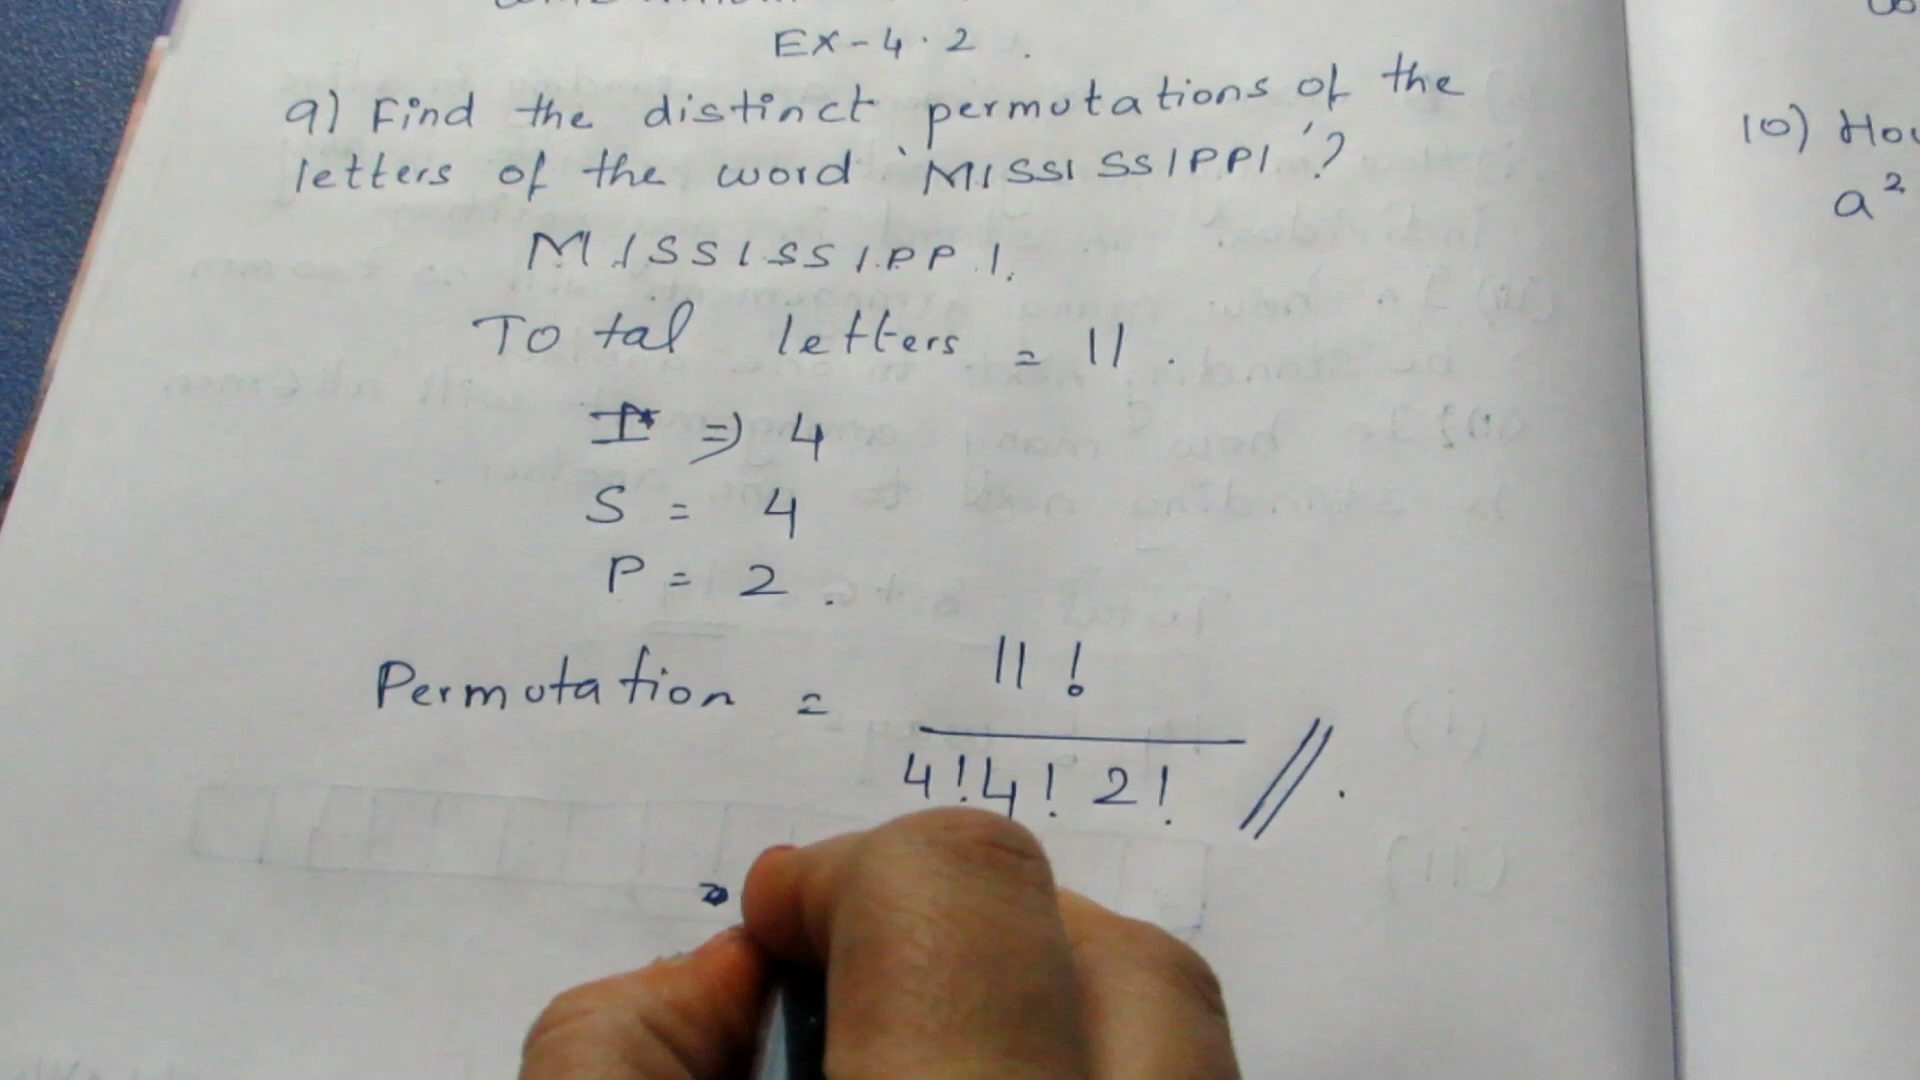 EX-4.2.
9) Find the distinct permutations of the
letters of the word 'MISSISSIPPI'?
MISSISSIPPI.
Total letters = 11.
I => 4
S = 4
P = 2.
Permutation = 11! / 4!4! 2! //.
10)
a²